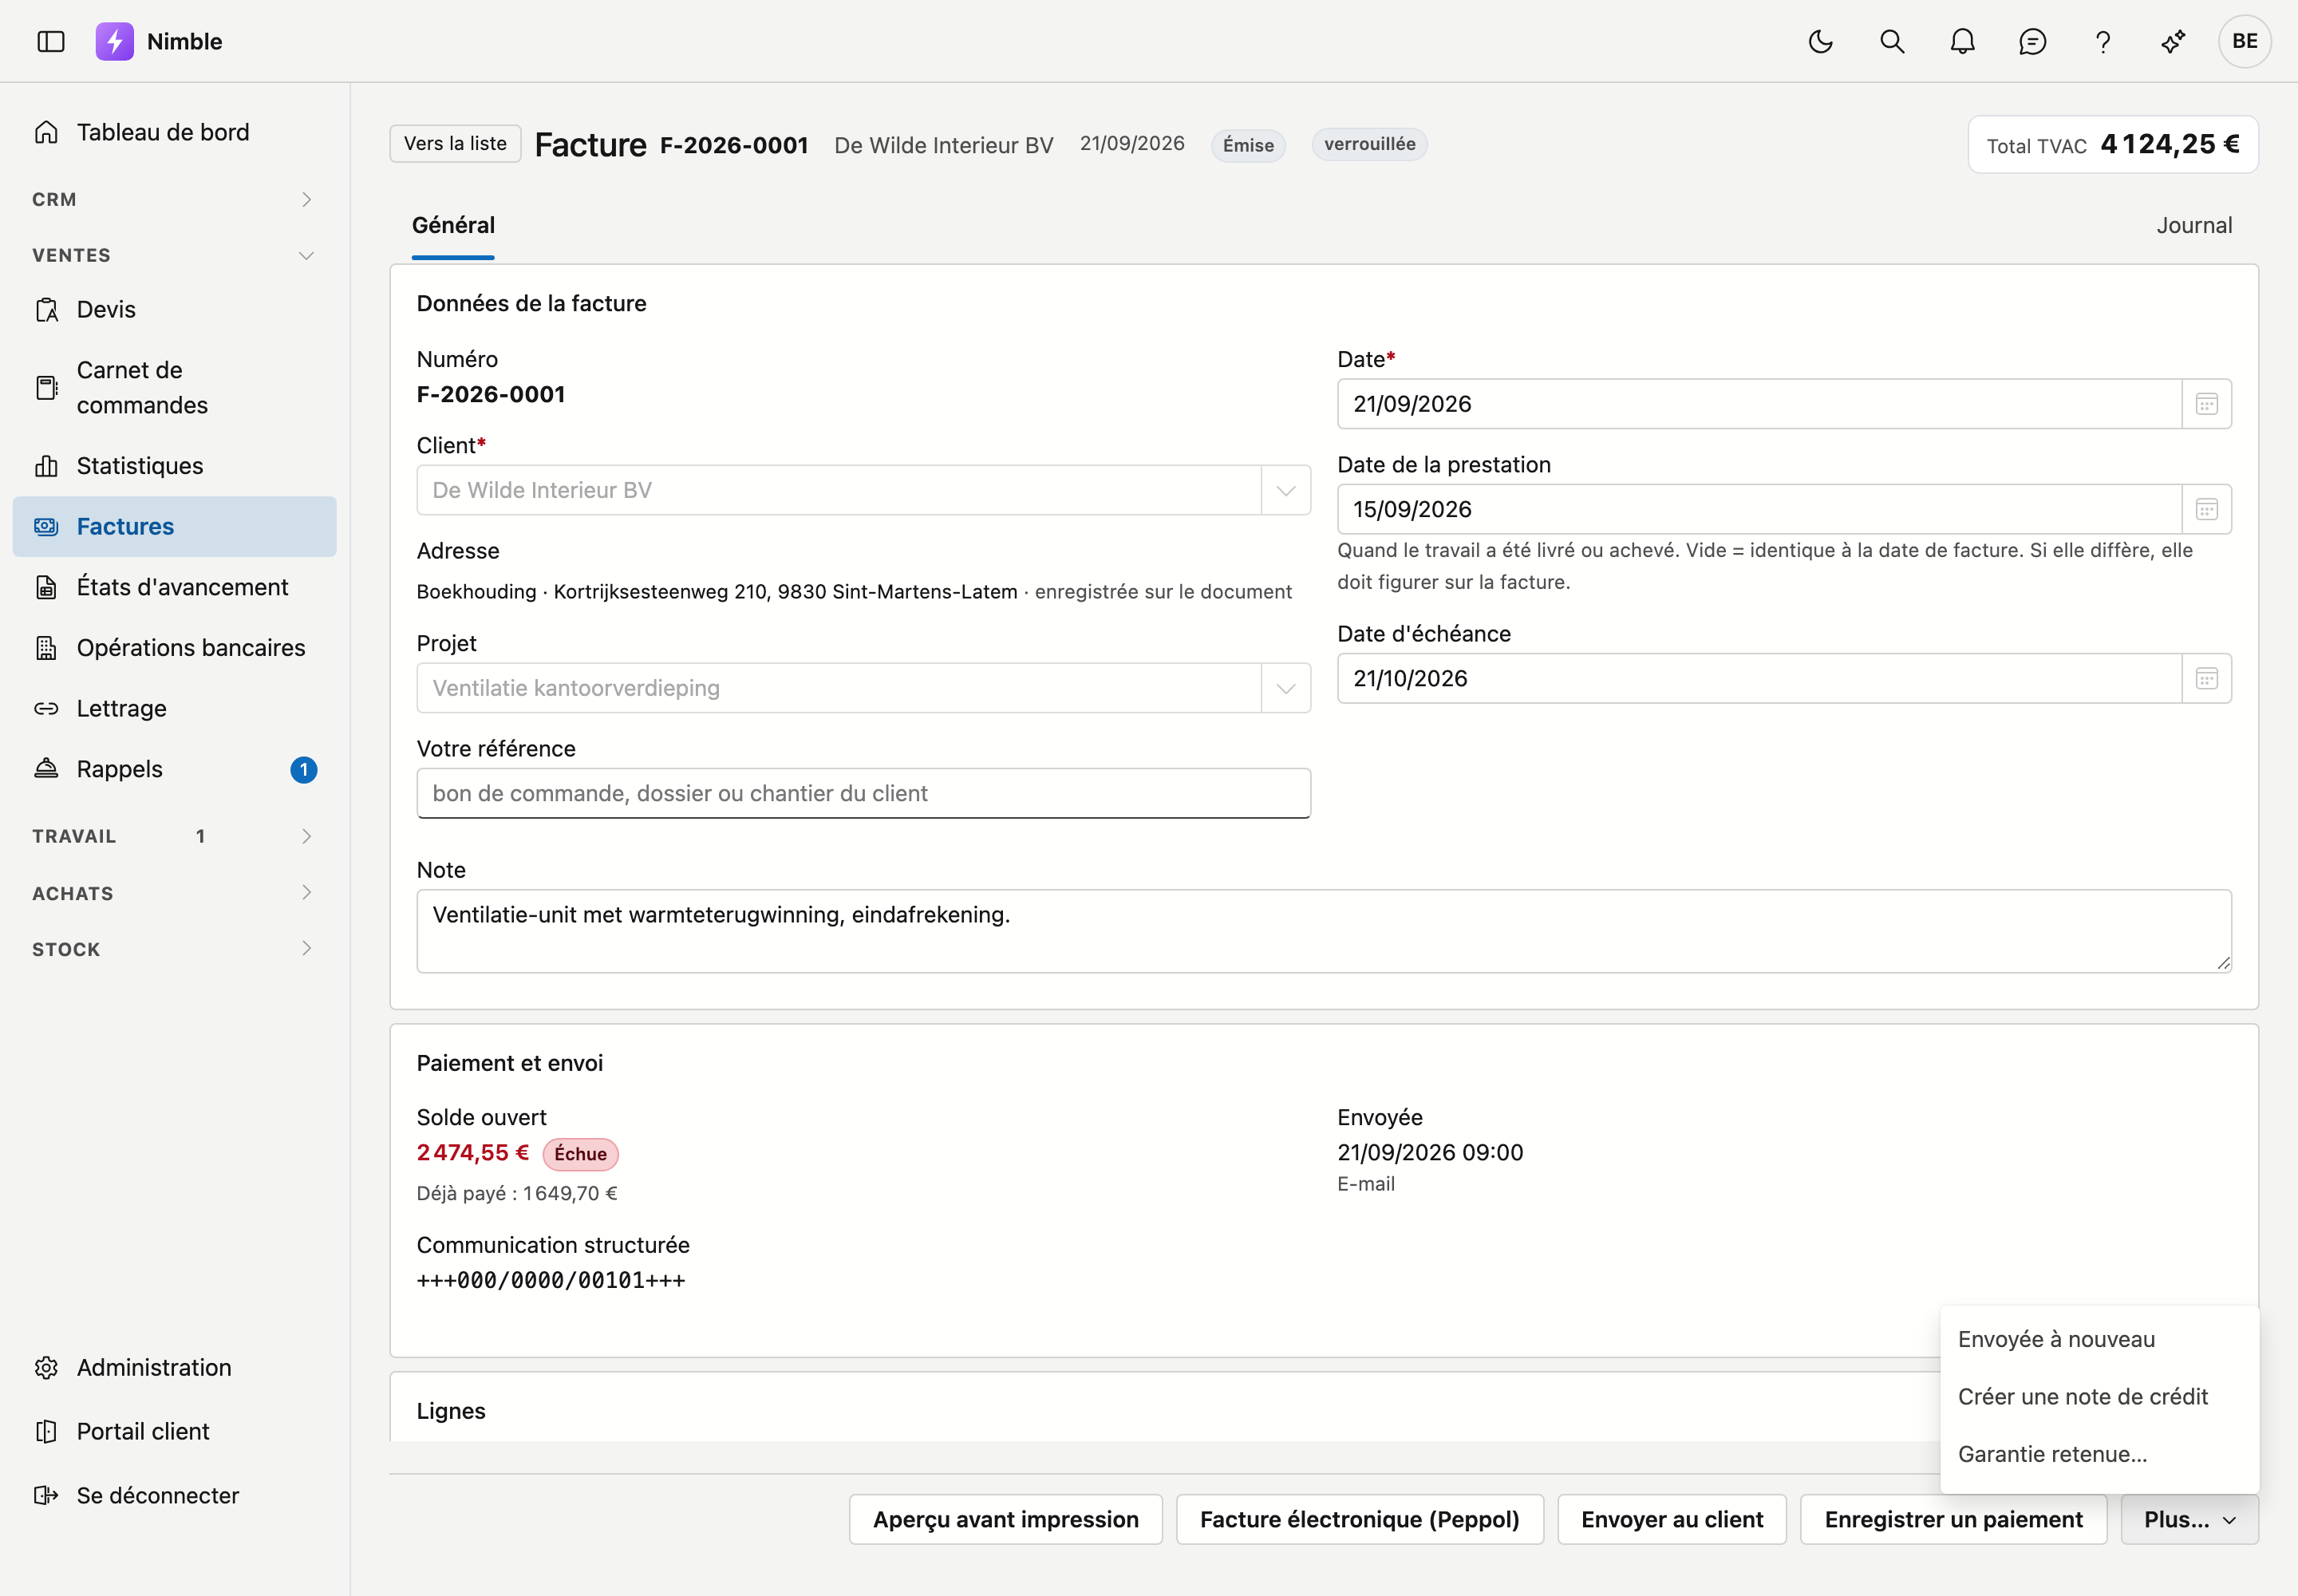 Nimble
BE
Tableau de bord
CRM
VENTES
Devis
Carnet de
commandes
Statistiques
Factures
États d'avancement
Opérations bancaires
Lettrage
Rappels
1
TRAVAIL 1
ACHATS
STOCK
Administration
Portail client
Se déconnecter
Vers la liste Facture F-2026-0001 De Wilde Interieur BV 21/09/2026 Émise verrouillée
Total TVAC 4 124,25 €
Général
Journal
Données de la facture
Numéro
F-2026-0001
Client*
De Wilde Interieur BV
Adresse
Boekhouding · Kortrijksesteenweg 210, 9830 Sint-Martens-Latem · enregistrée sur le document
Projet
Ventilatie kantoorverdieping
Votre référence
bon de commande, dossier ou chantier du client
Date*
21/09/2026
Date de la prestation
15/09/2026
Quand le travail a été livré ou achevé. Vide = identique à la date de facture. Si elle diffère, elle
doit figurer sur la facture.
Date d'échéance
21/10/2026
Note
Ventilatie-unit met warmteterugwinning, eindafrekening.
Paiement et envoi
Solde ouvert
2 474,55 € Échue
Déjà payé : 1 649,70 €
Communication structurée
+++000/0000/00101+++
Envoyée
21/09/2026 09:00
E-mail
Lignes
Envoyée à nouveau
Créer une note de crédit
Garantie retenue...
Aperçu avant impression
Facture électronique (Peppol)
Envoyer au client
Enregistrer un paiement
Plus...